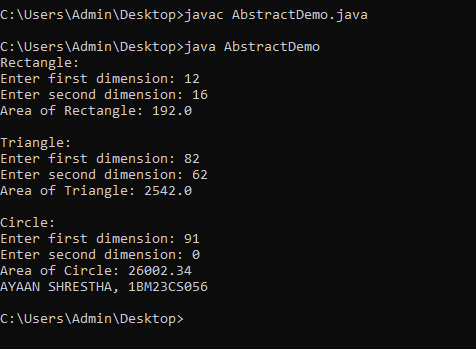 C:\Users\Admin\Desktop>javac AbstractDemo.java
C:\Users\Admin\Desktop>java AbstractDemo
Rectangle:
Enter first dimension: 12
Enter second dimension: 16
Area of Rectangle: 192.0
Triangle:
Enter first dimension: 82
Enter second dimension: 62
Area of Triangle: 2542.0
Circle:
Enter first dimension: 91
Enter second dimension: 0
Area of Circle: 26002.34
AYAAN SHRESTHA, 1BM23CS056
C:\Users\Admin\Desktop>